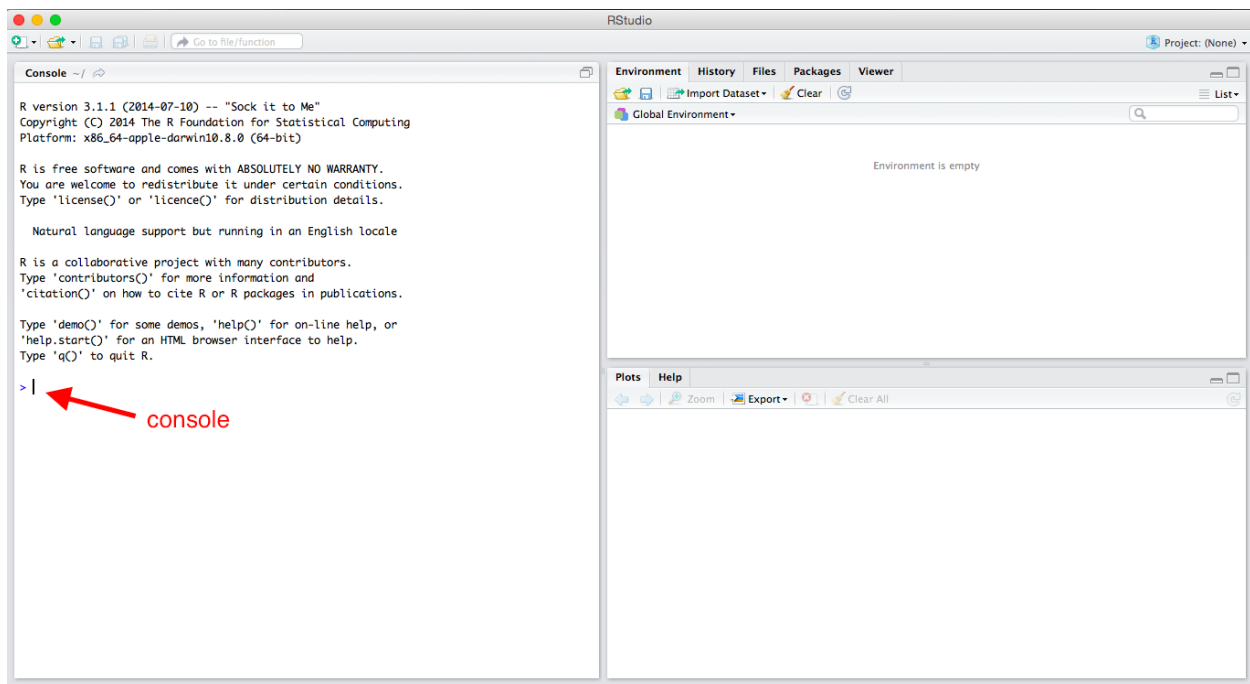 RStudio
Go to file/function
Project: (None)
Console ~/
R version 3.1.1 (2014-07-10) -- "Sock it to Me"
Copyright (C) 2014 The R Foundation for Statistical Computing
Platform: x86_64-apple-darwin10.8.0 (64-bit)
R is free software and comes with ABSOLUTELY NO WARRANTY.
You are welcome to redistribute it under certain conditions.
Type 'license()' or 'licence()' for distribution details.
Natural language support but running in an English locale
R is a collaborative project with many contributors.
Type 'contributors()' for more information and
'citation()' on how to cite R or R packages in publications.
Type 'demo()' for some demos, 'help()' for on-line help, or
'help.start()' for an HTML browser interface to help.
Type 'q()' to quit R.
>
console
Environment History Files Packages Viewer
Import Dataset Clear List
Global Environment
Environment is empty
Plots Help
Zoom Export Clear All